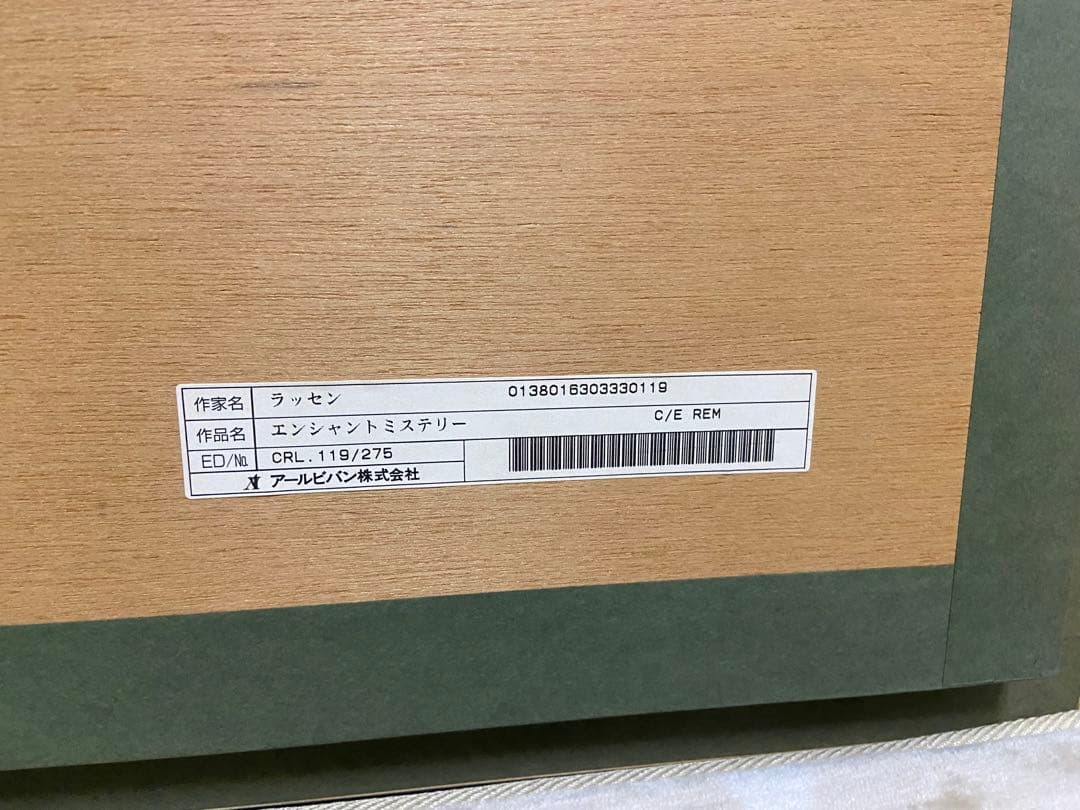 作家名 ラッセン 0138016303330119
作品名 エンシャントミステリー C/E REM
ED/№ CRL.119/275
アールビバン株式会社